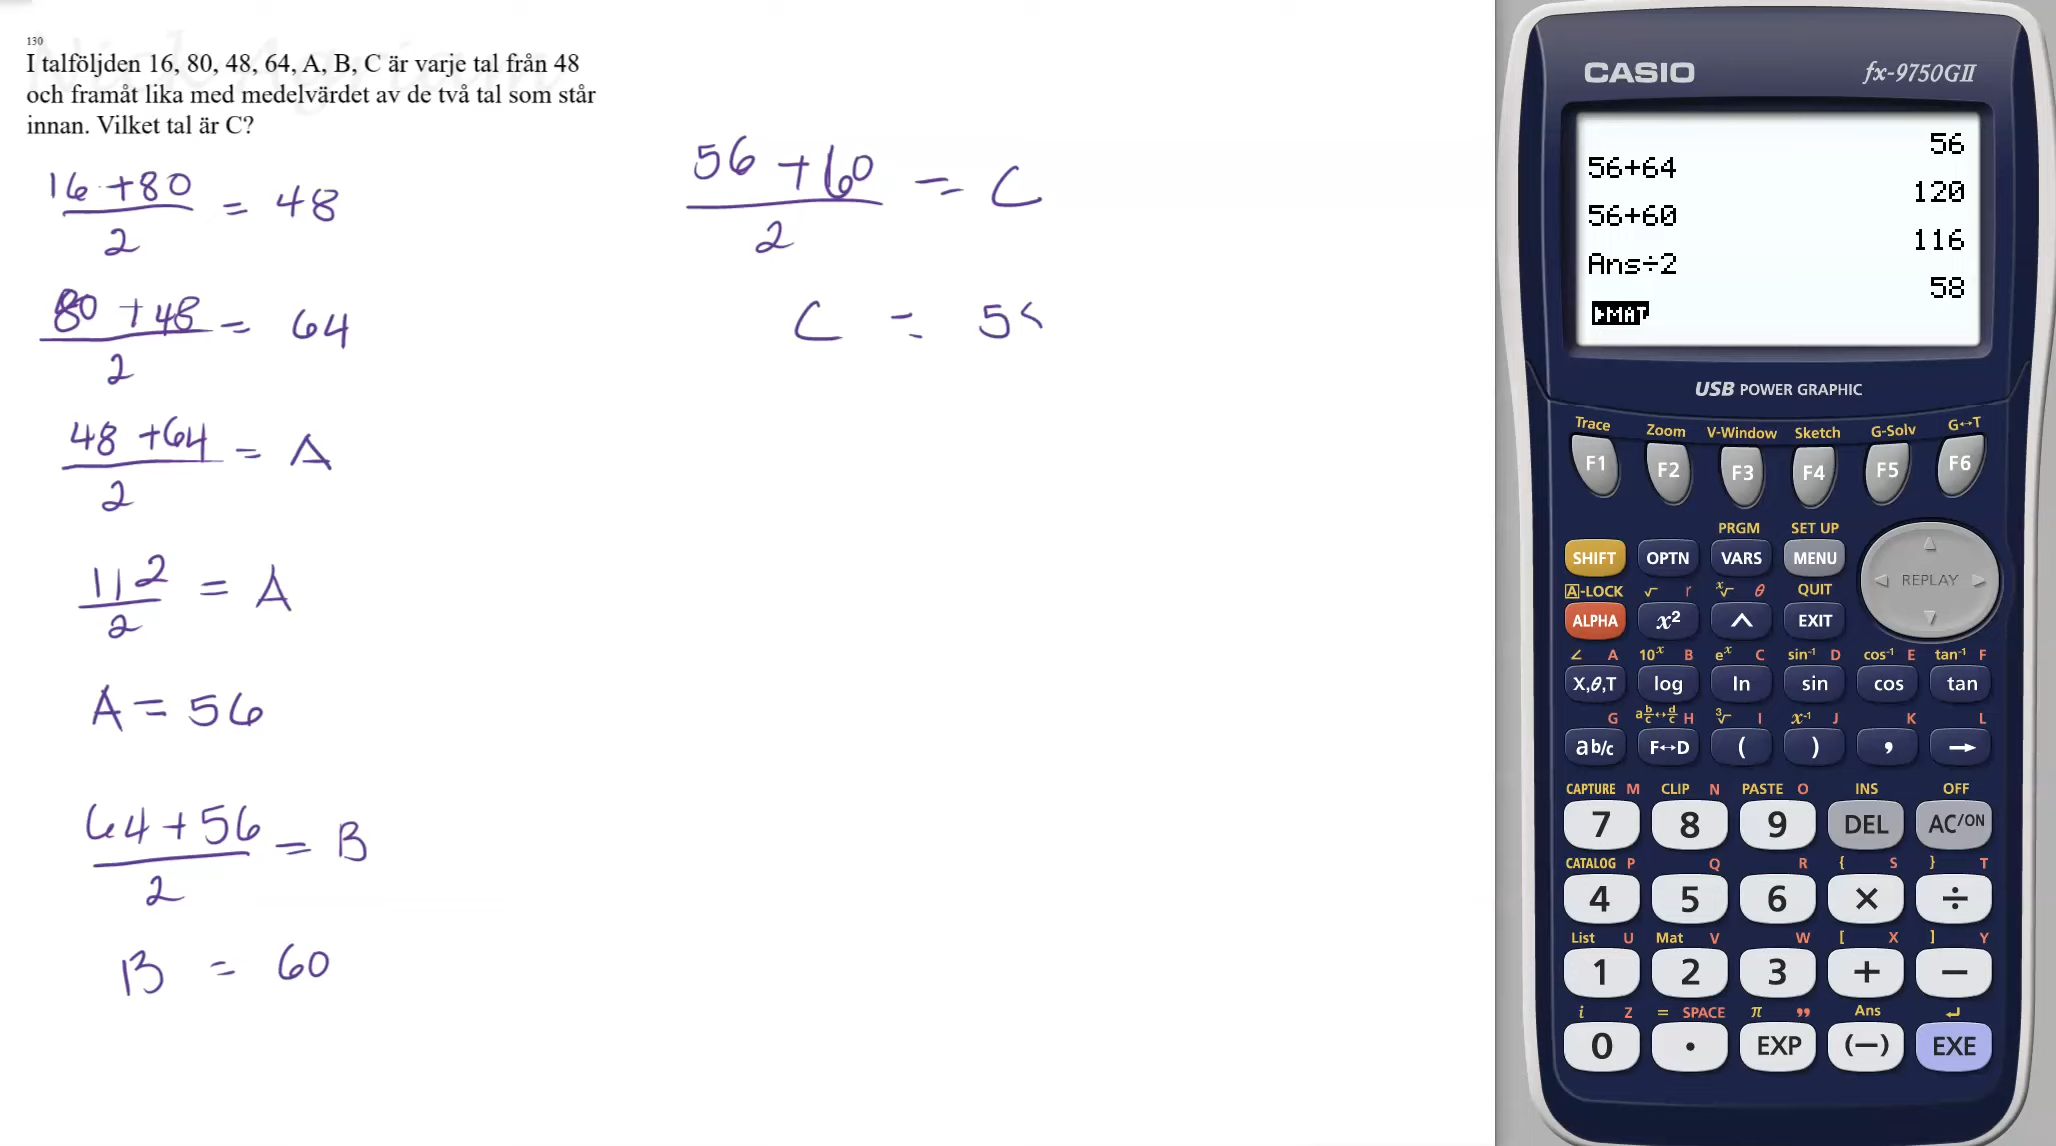 130
I talföljden 16, 80, 48, 64, A, B, C är varje tal från 48
och framåt lika med medelvärdet av de två tal som står
innan. Vilket tal är C?
16 + 80
2
= 48
80 + 48
2
= 64
48 + 64
2
= A
112
2
= A
A = 56
64 + 56
2
= B
B = 60
56 + 60
2
= C
C = 5
CASIO fx-9750GII
56
56+64
120
56+60
116
Ans÷2
58
▶MAT
USB POWER GRAPHIC
Trace Zoom V-Window Sketch G-Solv G↔T
F1 F2 F3 F4 F5 F6
PRGM SET UP
SHIFT OPTN VARS MENU
REPLAY
A-LOCK √ r ˣ√ θ QUIT
ALPHA x² ^ EXIT
∠ A 10ˣ B eˣ C sin⁻¹ D cos⁻¹ E tan⁻¹ F
X,θ,T log ln sin cos tan
G a b/c↔d/c H ³√ I x⁻¹ J K L
a b/c F↔D ( ) , →
CAPTURE M CLIP N PASTE O INS OFF
7 8 9 DEL AC/ON
CATALOG P Q R { S } T
4 5 6 × ÷
List U Mat V W [ X ] Y
1 2 3 + −
i Z = SPACE π " Ans ↵
0 . EXP (−) EXE